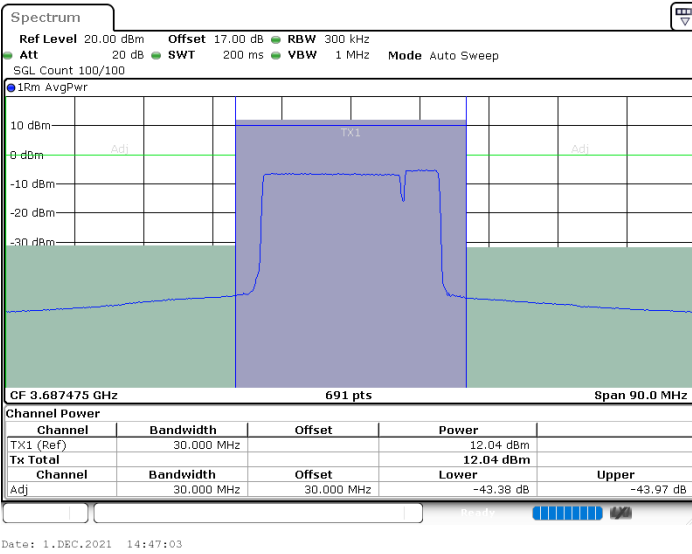 Spectrum
Ref Level 20.00 dBm Offset 17.00 dB RBW 300 kHz
Att 20 dB SWT 200 ms VBW 1 MHz Mode Auto Sweep
SGL Count 100/100
1Rm AvgPwr
10 dBm
TX1
Adj Adj
0 dBm
-10 dBm
-20 dBm
-30 dBm
CF 3.687475 GHz 691 pts Span 90.0 MHz
Channel Power
Channel Bandwidth Offset Power
TX1 (Ref) 30.000 MHz 12.04 dBm
Tx Total 12.04 dBm
Channel Bandwidth Offset Lower Upper
Adj 30.000 MHz 30.000 MHz -43.38 dB -43.97 dB
Ready
Date: 1.DEC.2021 14:47:03